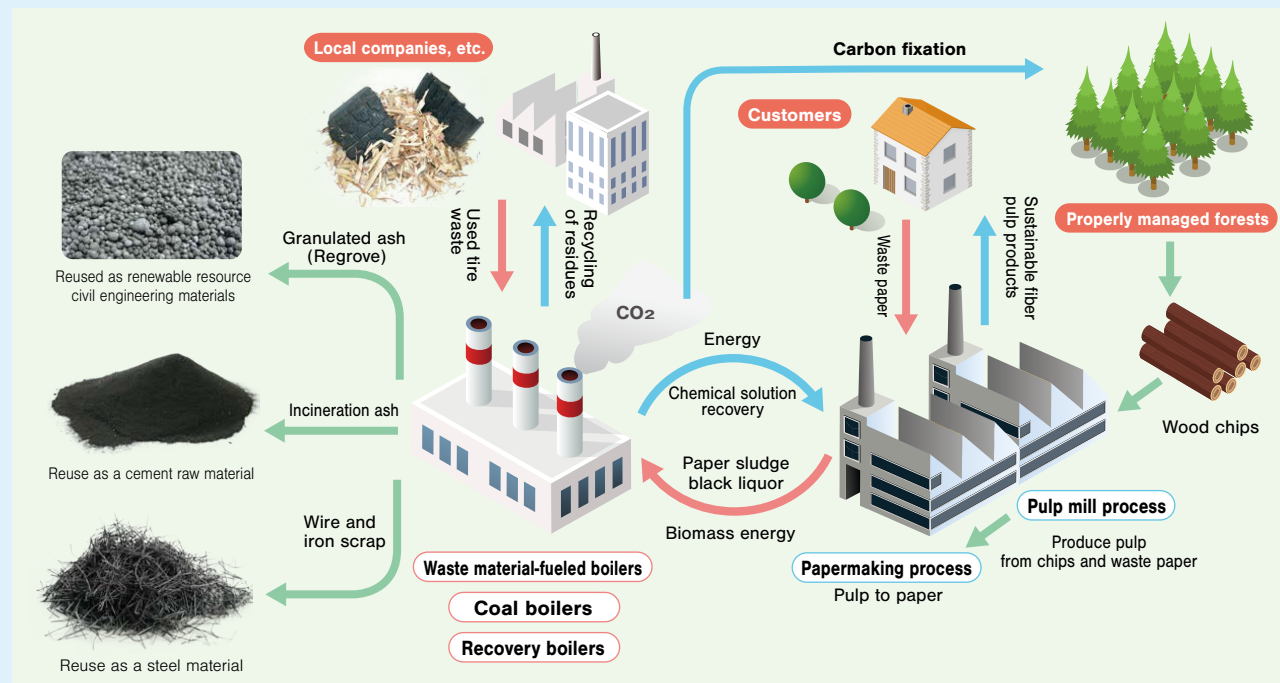 Local companies, etc.
Carbon fixation
Customers
Properly managed forests
Used tire
waste
Recycling
of residues
Waste paper
Sustainable fiber
pulp products
Granulated ash
(Regrove)
Reused as renewable resource
civil engineering materials
CO2
Energy
Chemical solution
recovery
Wood chips
Incineration ash
Reuse as a cement raw material
Paper sludge
black liquor
Biomass energy
Wire and
iron scrap
Reuse as a steel material
Pulp mill process
Produce pulp
from chips and waste paper
Papermaking process
Pulp to paper
Waste material-fueled boilers
Coal boilers
Recovery boilers